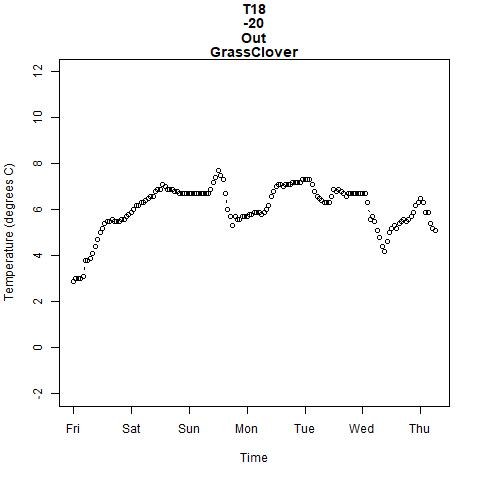 T18
-20
Out
GrassClover
Temperature (degrees C)
12
10
8
6
4
2
0
-2
Fri Sat Sun Mon Tue Wed Thu
Time